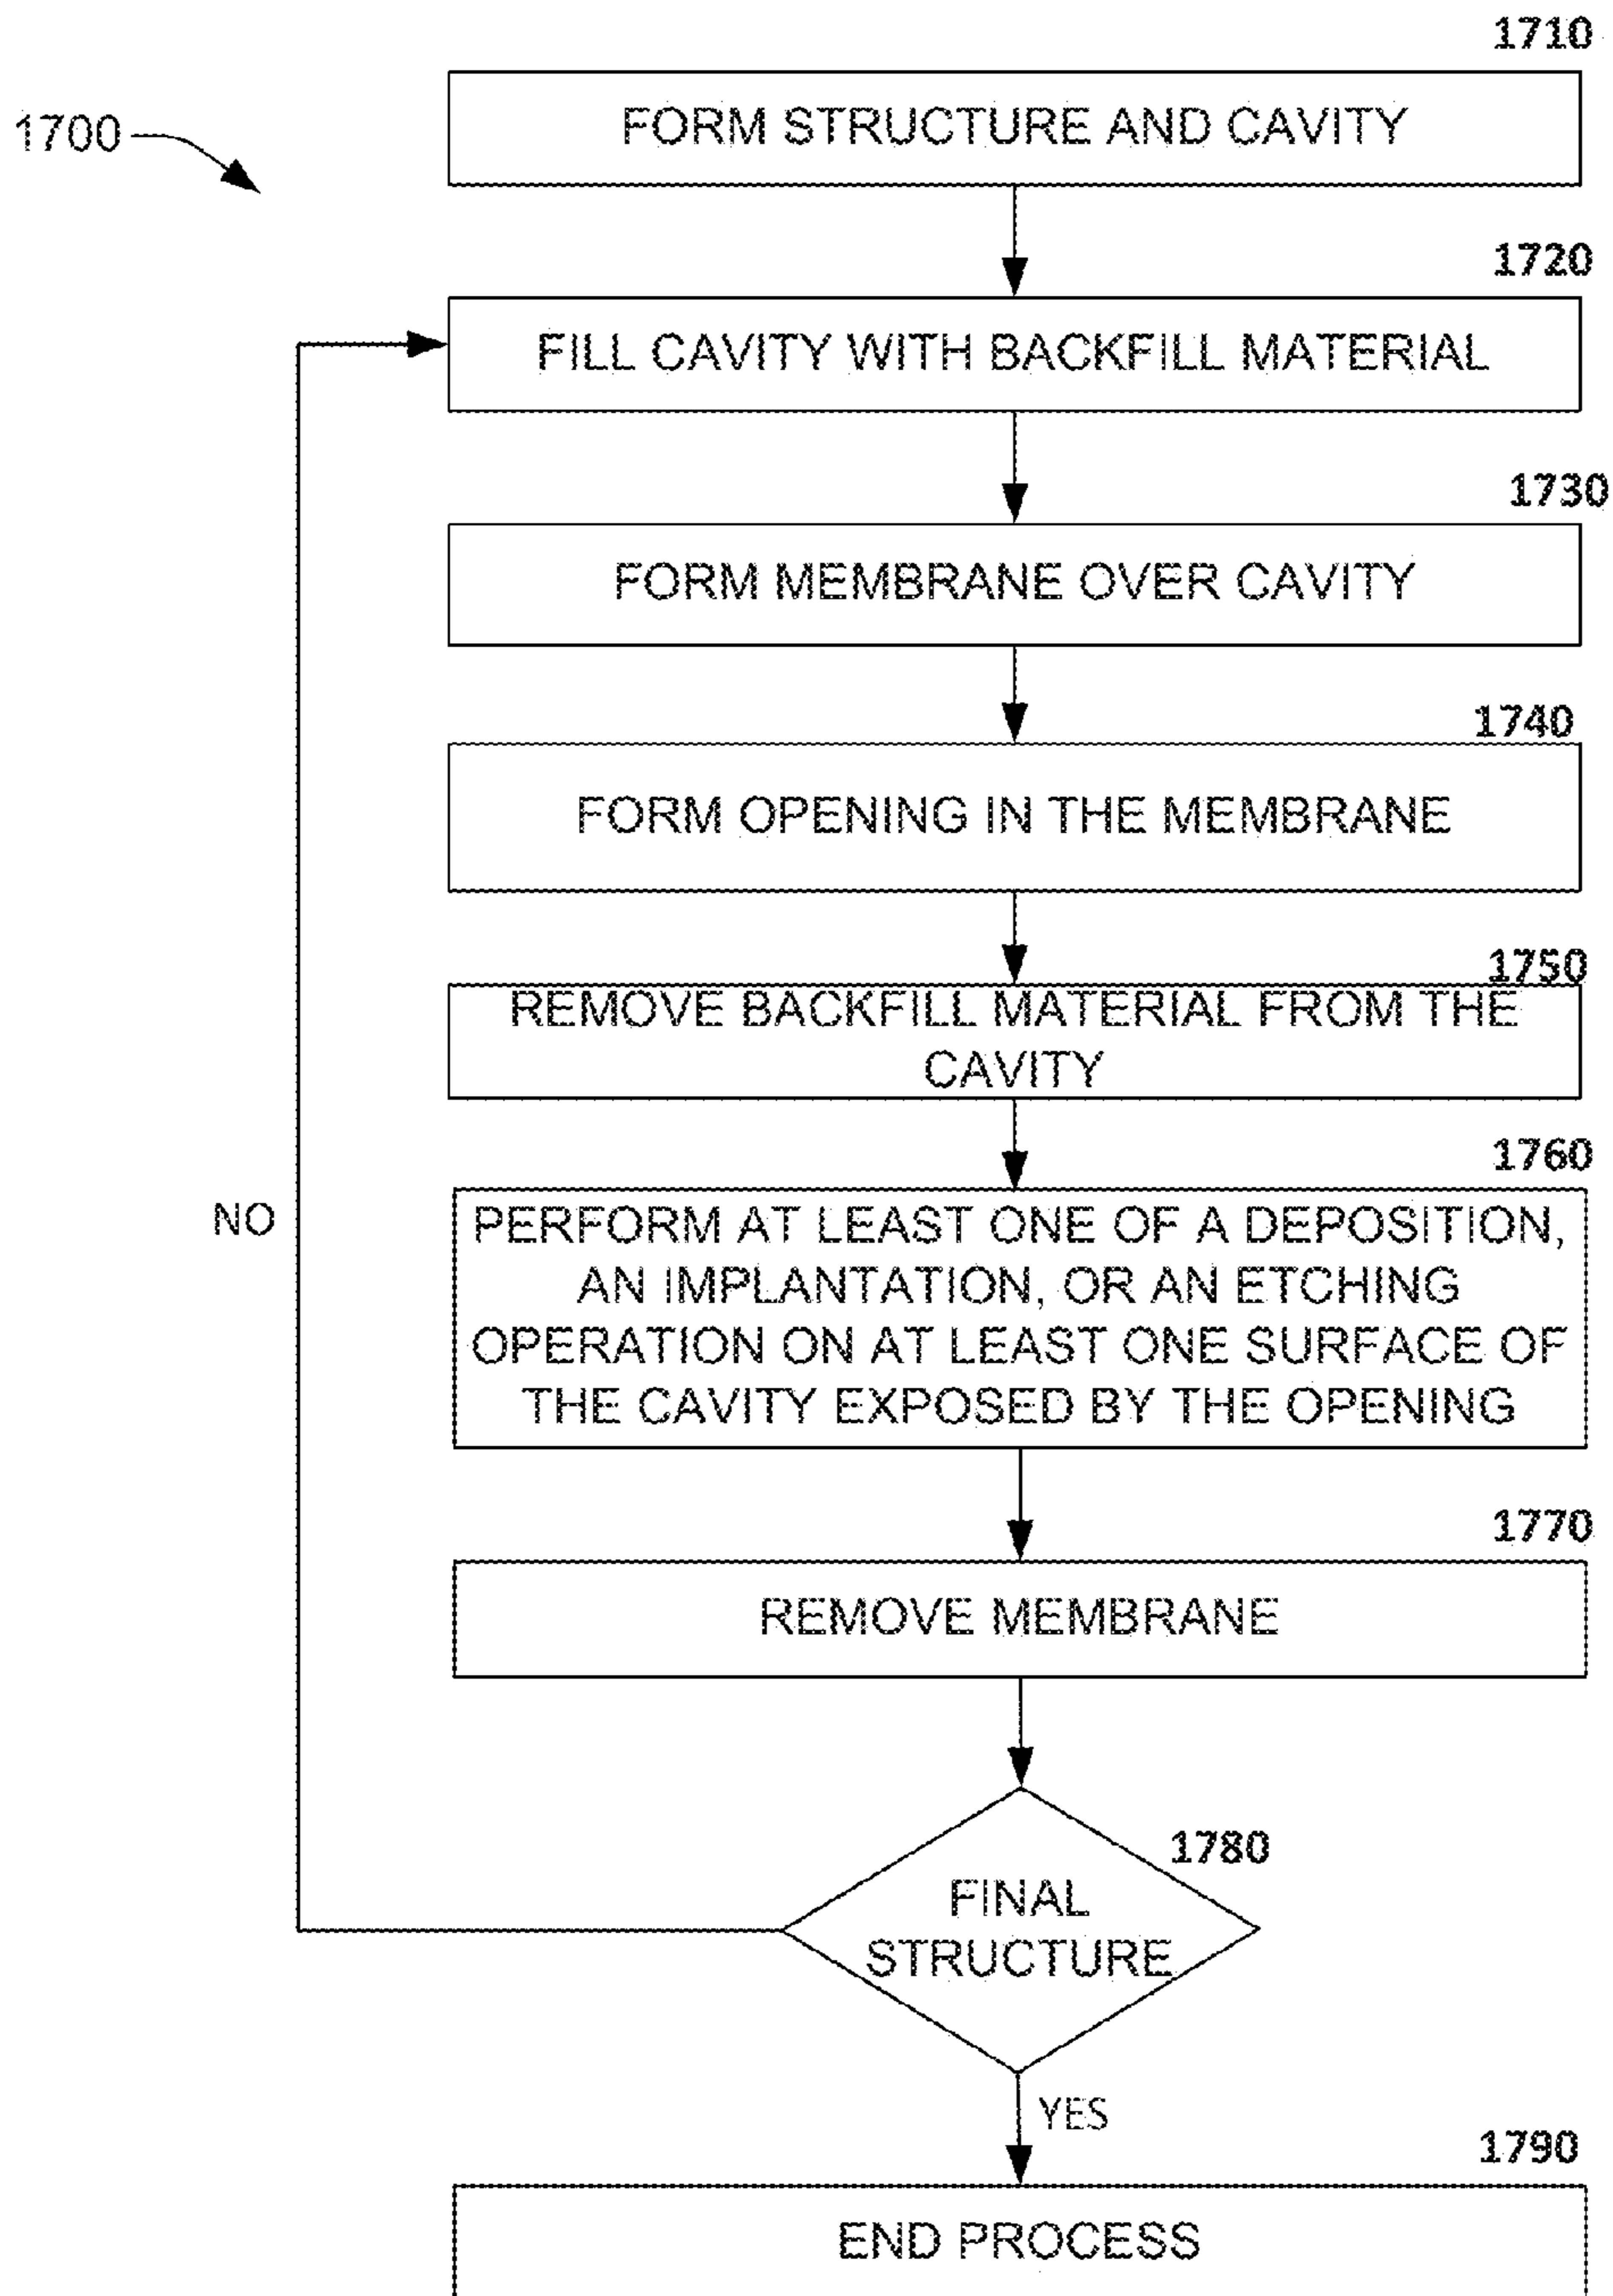 1710
FORM STRUCTURE AND CAVITY
1700
1720
FILL CAVITY WITH BACKFILL MATERIAL
1730
FORM MEMBRANE OVER CAVITY
1740
FORM OPENING IN THE MEMBRANE
1750
REMOVE BACKFILL MATERIAL FROM THE
CAVITY
1760
NO
PERFORM AT LEAST ONE OF A DEPOSITION,
AN IMPLANTATION, OR AN ETCHING
OPERATION ON AT LEAST ONE SURFACE OF
THE CAVITY EXPOSED BY THE OPENING
1770
REMOVE MEMBRANE
1780
FINAL
STRUCTURE
YES
1790
END PROCESS